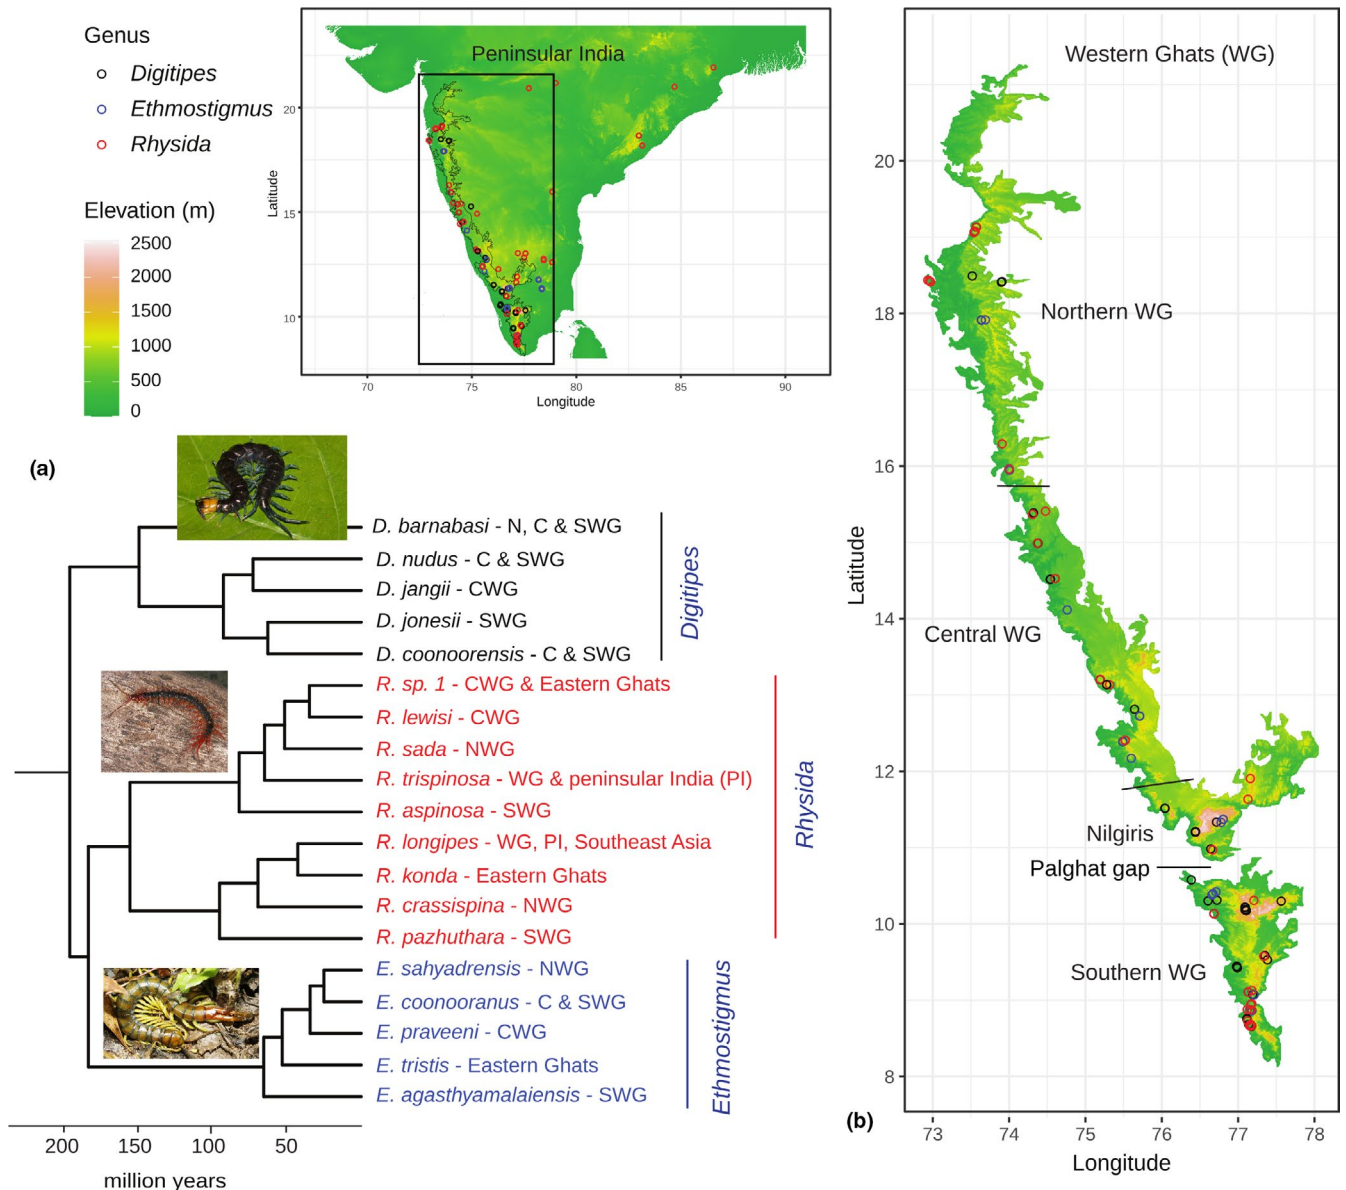 Genus
Digitipes
Ethmostigmus
Rhysida
Elevation (m)
2500
2000
1500
1000
500
0
Peninsular India
Latitude
20
15
10
70
75
80
85
90
Longitude
(a)
D. barnabasi - N, C & SWG
D. nudus - C & SWG
D. jangii - CWG
D. jonesii - SWG
D. coonoorensis - C & SWG
Digitipes
R. sp. 1 - CWG & Eastern Ghats
R. lewisi - CWG
R. sada - NWG
R. trispinosa - WG & peninsular India (PI)
R. aspinosa - SWG
R. longipes - WG, PI, Southeast Asia
R. konda - Eastern Ghats
R. crassispina - NWG
R. pazhuthara - SWG
Rhysida
E. sahyadrensis - NWG
E. coonooranus - C & SWG
E. praveeni - CWG
E. tristis - Eastern Ghats
E. agasthyamalaiensis - SWG
Ethmostigmus
200
150
100
50
million years
Western Ghats (WG)
Northern WG
Central WG
Nilgiris
Palghat gap
Southern WG
Latitude
20
18
16
14
12
10
8
(b)
73
74
75
76
77
78
Longitude